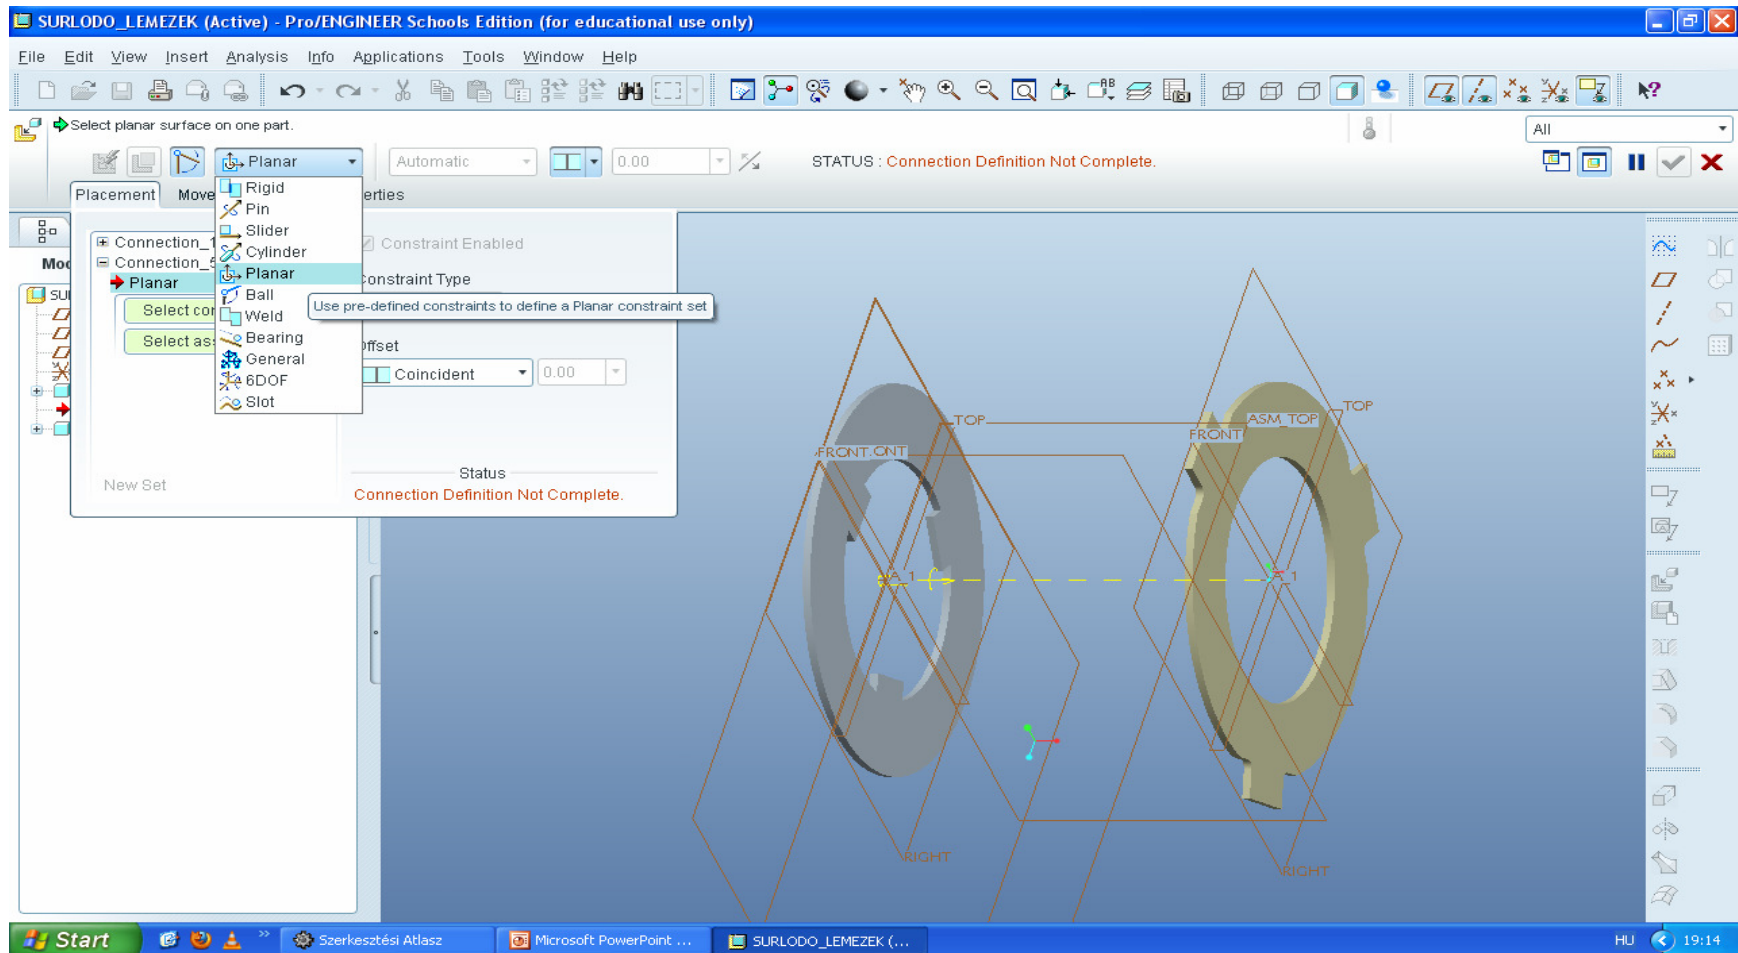 SURLODO_LEMEZEK (Active) - Pro/ENGINEER Schools Edition (for educational use only)
File Edit View Insert Analysis Info Applications Tools Window Help
Select planar surface on one part.
All
Planar
Automatic
0.00
STATUS : Connection Definition Not Complete.
Placement Move erties
Rigid
Pin
Slider
Cylinder
Planar
Ball
Weld
Bearing
General
6DOF
Slot
Connection_1
Connection_5
Planar
Select co
Select as
New Set
Constraint Enabled
onstraint Type
Use pre-defined constraints to define a Planar constraint set
ffset
Coincident
0.00
Status
Connection Definition Not Complete.
Mo
SU
TOP
FRONT
ONT
A_1
RIGHT
TOP
ASM_TOP
FRONT
A_1
RIGHT
Start
Szerkesztési Atlasz
Microsoft PowerPoint ...
SURLODO_LEMEZEK (...
HU
19:14